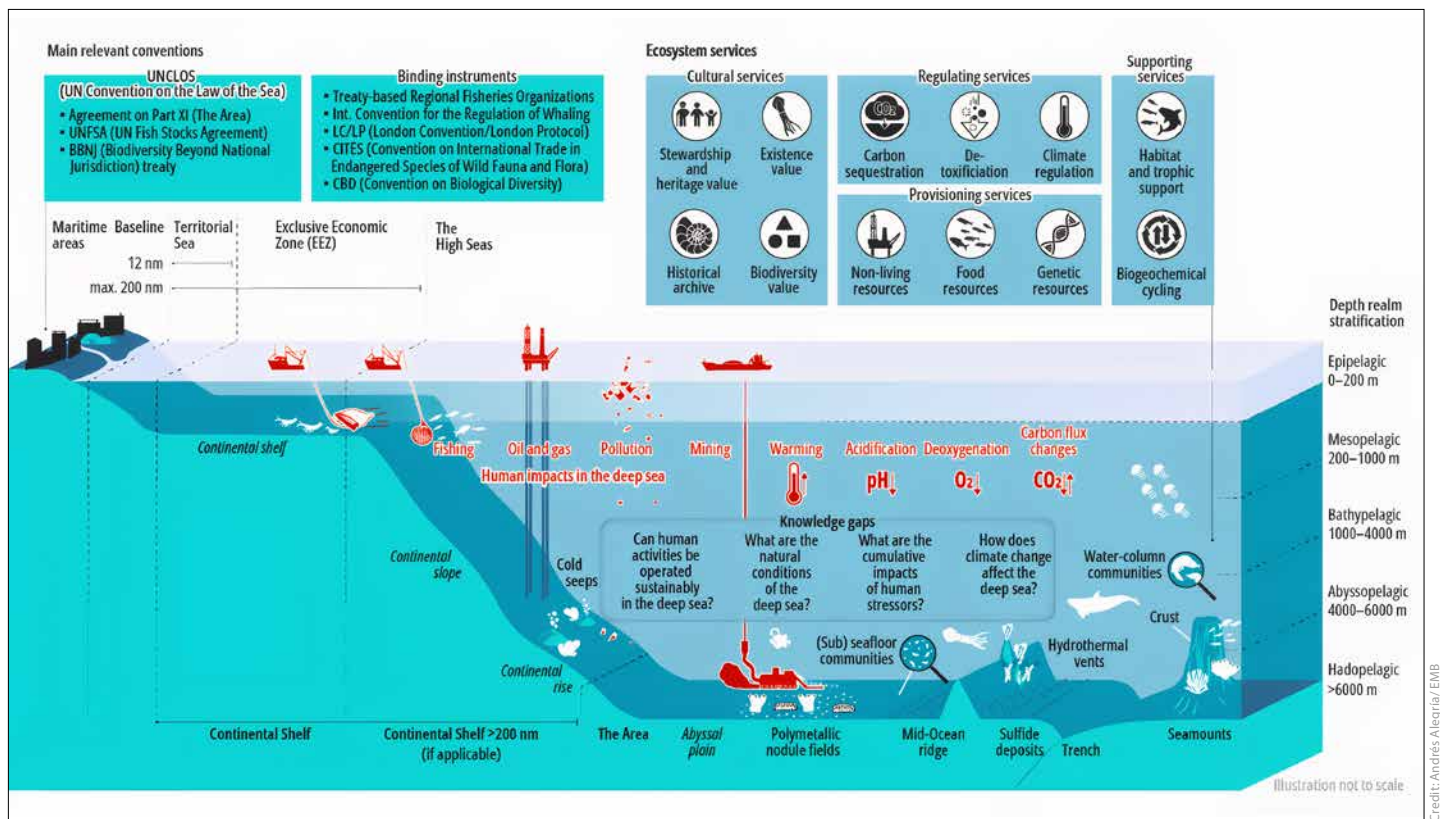 Main relevant conventions
UNCLOS
(UN Convention on the Law of the Sea)
• Agreement on Part XI (The Area)
• UNFSA (UN Fish Stocks Agreement)
• BBNJ (Biodiversity Beyond National
Jurisdiction) treaty
Binding instruments
• Treaty-based Regional Fisheries Organizations
• Int. Convention for the Regulation of Whaling
• LC/LP (London Convention/London Protocol)
• CITES (Convention on International Trade in
Endangered Species of Wild Fauna and Flora)
• CBD (Convention on Biological Diversity)
Ecosystem services
Cultural services
Stewardship
and
heritage value
Existence
value
Historical
archive
Biodiversity
value
Regulating services
CO2
Carbon
sequestration
De-
toxificiation
Climate
regulation
Provisioning services
Non-living
resources
Food
resources
Genetic
resources
Supporting
services
Habitat
and trophic
support
Biogeochemical
cycling
Maritime
areas
Baseline
Territorial
Sea
Exclusive Economic
Zone (EEZ)
The
High Seas
12 nm
max. 200 nm
Depth realm
stratification
Epipelagic
0–200 m
Mesopelagic
200–1000 m
Bathypelagic
1000–4000 m
Abyssopelagic
4000–6000 m
Hadopelagic
>6000 m
Continental shelf
Fishing
Oil and gas
Pollution
Mining
Warming
Acidification
Deoxygenation
Carbon flux
changes
Human impacts in the deep sea
pH↓
O₂↓
CO₂↓↑
Knowledge gaps
Can human
activities be
operated
sustainably
in the deep sea?
What are the
natural
conditions
of the
deep sea?
What are the
cumulative
impacts
of human
stressors?
How does
climate change
affect the
deep sea?
Continental
slope
Cold
seeps
Water-column
communities
Crust
(Sub) seafloor
communities
Hydrothermal
vents
Continental
rise
Continental Shelf
Continental Shelf >200 nm
(if applicable)
The Area
Abyssal
plain
Polymetallic
nodule fields
Mid-Ocean
ridge
Sulfide
deposits
Trench
Seamounts
Illustration not to scale
Credit: Andrés Alegría/ EMB